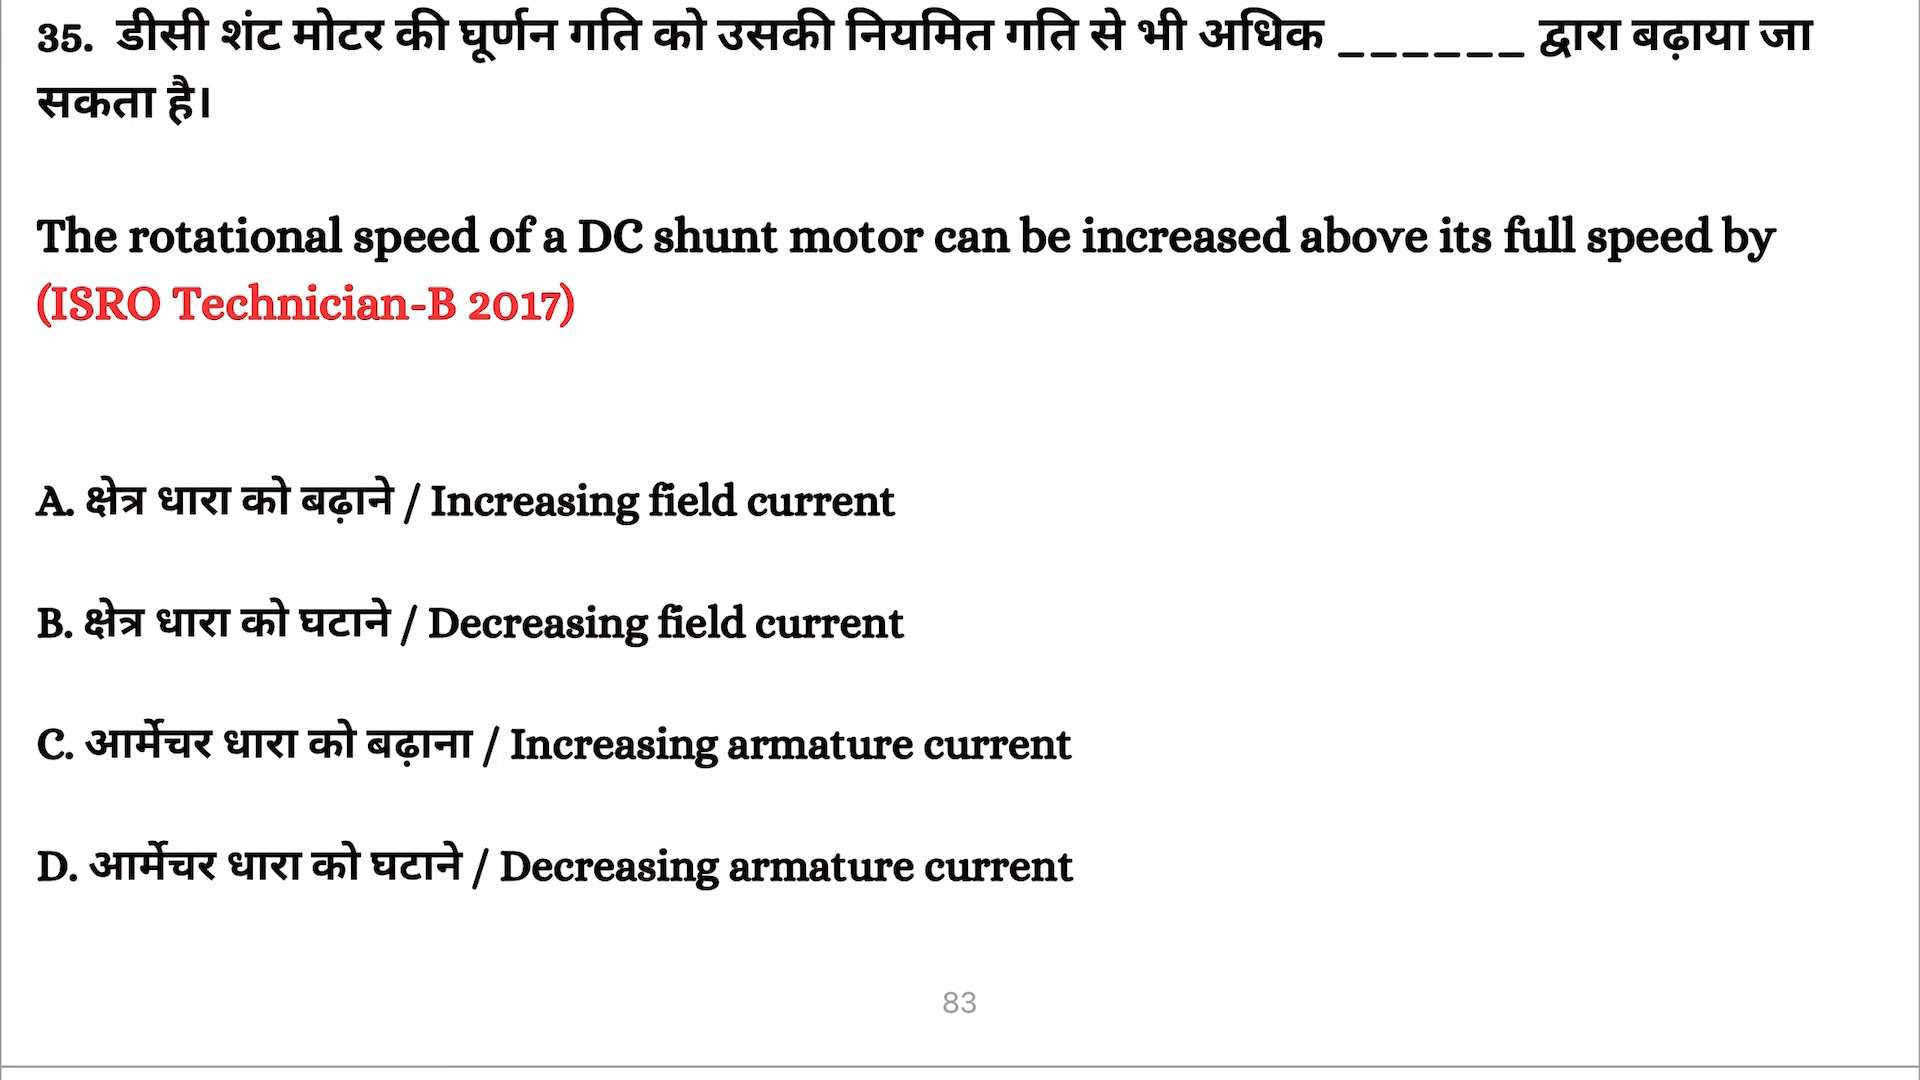 35. डीसी शंट मोटर की घूर्णन गति को उसकी नियमित गति से भी अधिक ______ द्वारा बढ़ाया जा
सकता है।
The rotational speed of a DC shunt motor can be increased above its full speed by
(ISRO Technician-B 2017)
A. क्षेत्र धारा को बढ़ाने / Increasing field current
B. क्षेत्र धारा को घटाने / Decreasing field current
C. आर्मेचर धारा को बढ़ाना / Increasing armature current
D. आर्मेचर धारा को घटाने / Decreasing armature current
83